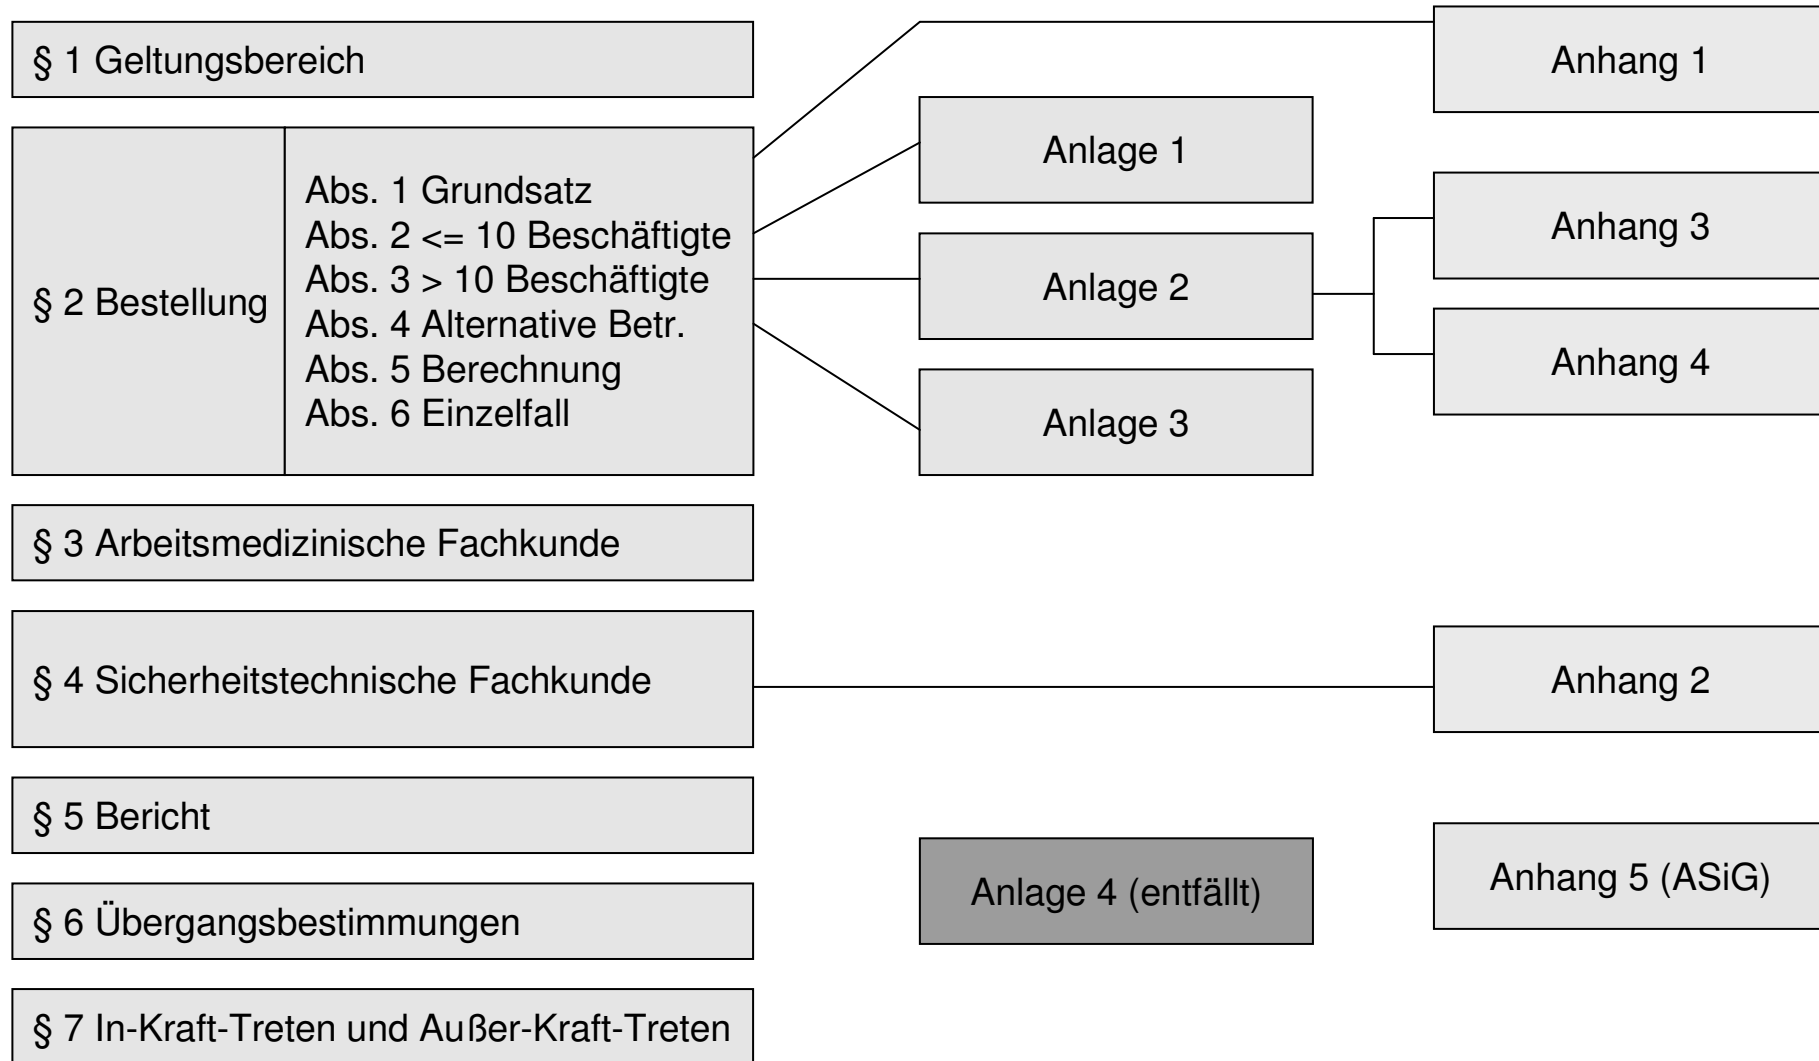 § 1 Geltungsbereich
§ 2 Bestellung
Abs. 1 Grundsatz
Abs. 2 <= 10 Beschäftigte
Abs. 3 > 10 Beschäftigte
Abs. 4 Alternative Betr.
Abs. 5 Berechnung
Abs. 6 Einzelfall
§ 3 Arbeitsmedizinische Fachkunde
§ 4 Sicherheitstechnische Fachkunde
§ 5 Bericht
§ 6 Übergangsbestimmungen
§ 7 In-Kraft-Treten und Außer-Kraft-Treten
Anlage 1
Anlage 2
Anlage 3
Anlage 4 (entfällt)
Anhang 1
Anhang 3
Anhang 4
Anhang 2
Anhang 5 (ASiG)